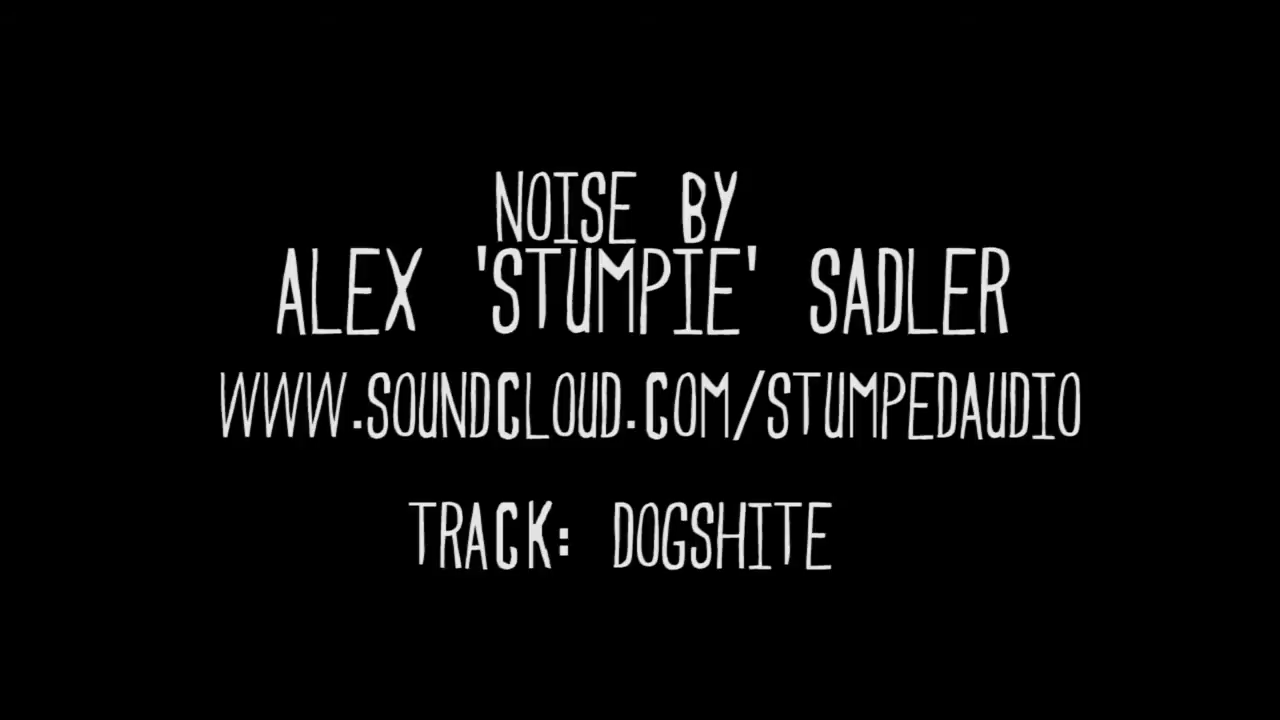 NOISE BY
ALEX 'STUMPIE' SADLER
WWW.SOUNDCLOUD.COM/STUMPEDAUDIO
TRACK: DOGSHITE